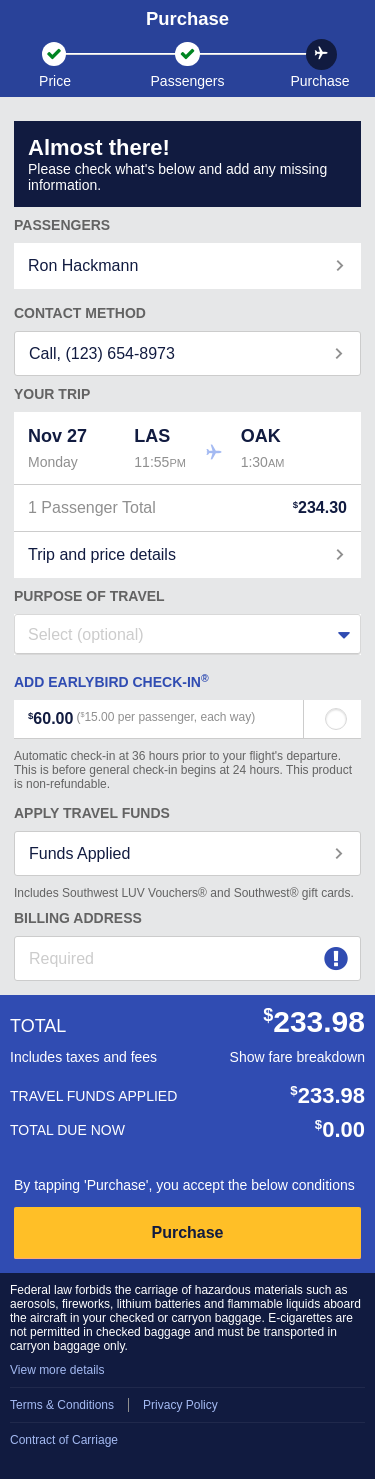 Purchase
Price Passengers Purchase
Almost there!
Please check what's below and add any missing
information.
PASSENGERS
Ron Hackmann
CONTACT METHOD
Call, (123) 654-8973
YOUR TRIP
Nov 27 LAS OAK
Monday 11:55PM 1:30AM
1 Passenger Total $234.30
Trip and price details
PURPOSE OF TRAVEL
Select (optional)
ADD EARLYBIRD CHECK-IN®
$60.00 ($15.00 per passenger, each way)
Automatic check-in at 36 hours prior to your flight's departure.
This is before general check-in begins at 24 hours. This product
is non-refundable.
APPLY TRAVEL FUNDS
Funds Applied
Includes Southwest LUV Vouchers® and Southwest® gift cards.
BILLING ADDRESS
Required
TOTAL $233.98
Includes taxes and fees Show fare breakdown
TRAVEL FUNDS APPLIED $233.98
TOTAL DUE NOW $0.00
By tapping 'Purchase', you accept the below conditions
Purchase
Federal law forbids the carriage of hazardous materials such as
aerosols, fireworks, lithium batteries and flammable liquids aboard
the aircraft in your checked or carryon baggage. E-cigarettes are
not permitted in checked baggage and must be transported in
carryon baggage only.
View more details
Terms & Conditions Privacy Policy
Contract of Carriage